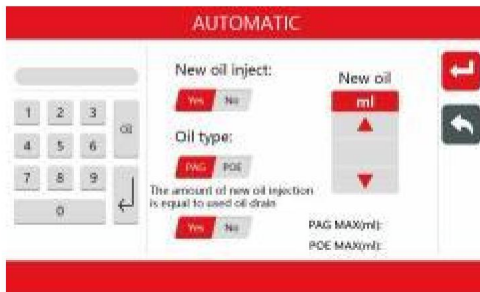 AUTOMATIC
New oil inject:
Yes No
Oil type:
PAG POE
The amount of new oil injection
is equal to used oil drain
Yes No
New oil
ml
PAG MAX(ml):
POE MAX(ml):
1 2 3
4 5 6
7 8 9
0